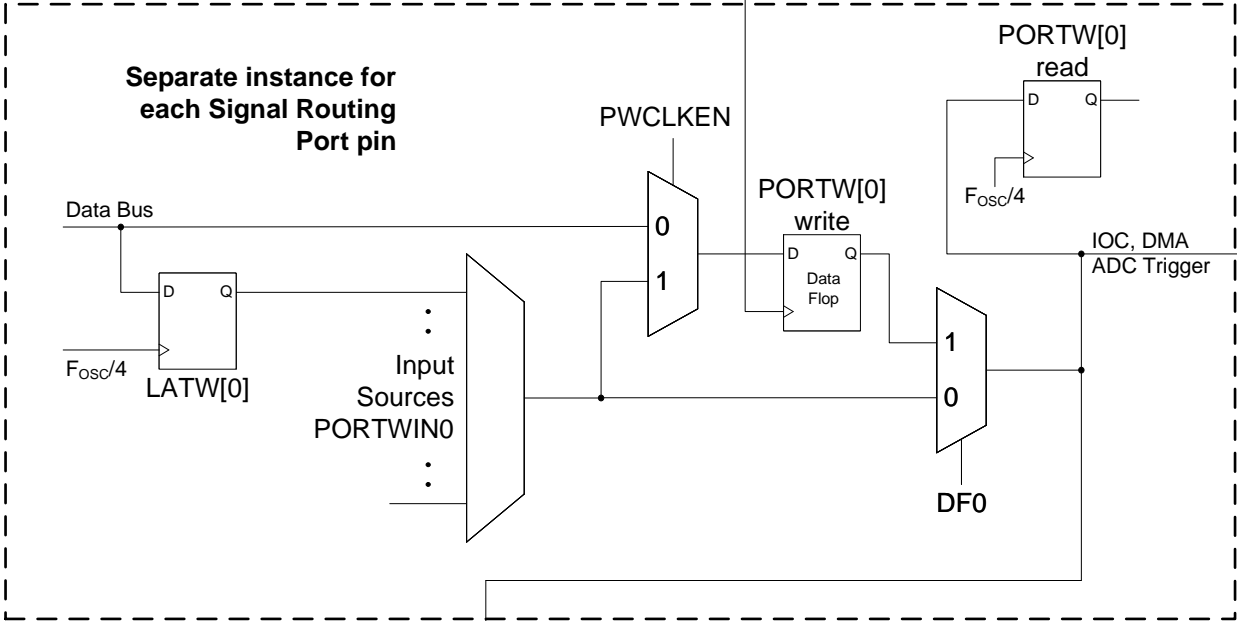 PORTW[0]
read
Separate instance for
each Signal Routing
Port pin
D
Q
PWCLKEN
FOSC/4
PORTW[0]
write
Data Bus
0
D
Q
IOC, DMA
ADC Trigger
1
Data
Flop
D
Q
:
1
Input
FOSC/4
Sources
LATW[0]
0
PORTWIN0
:
DF0